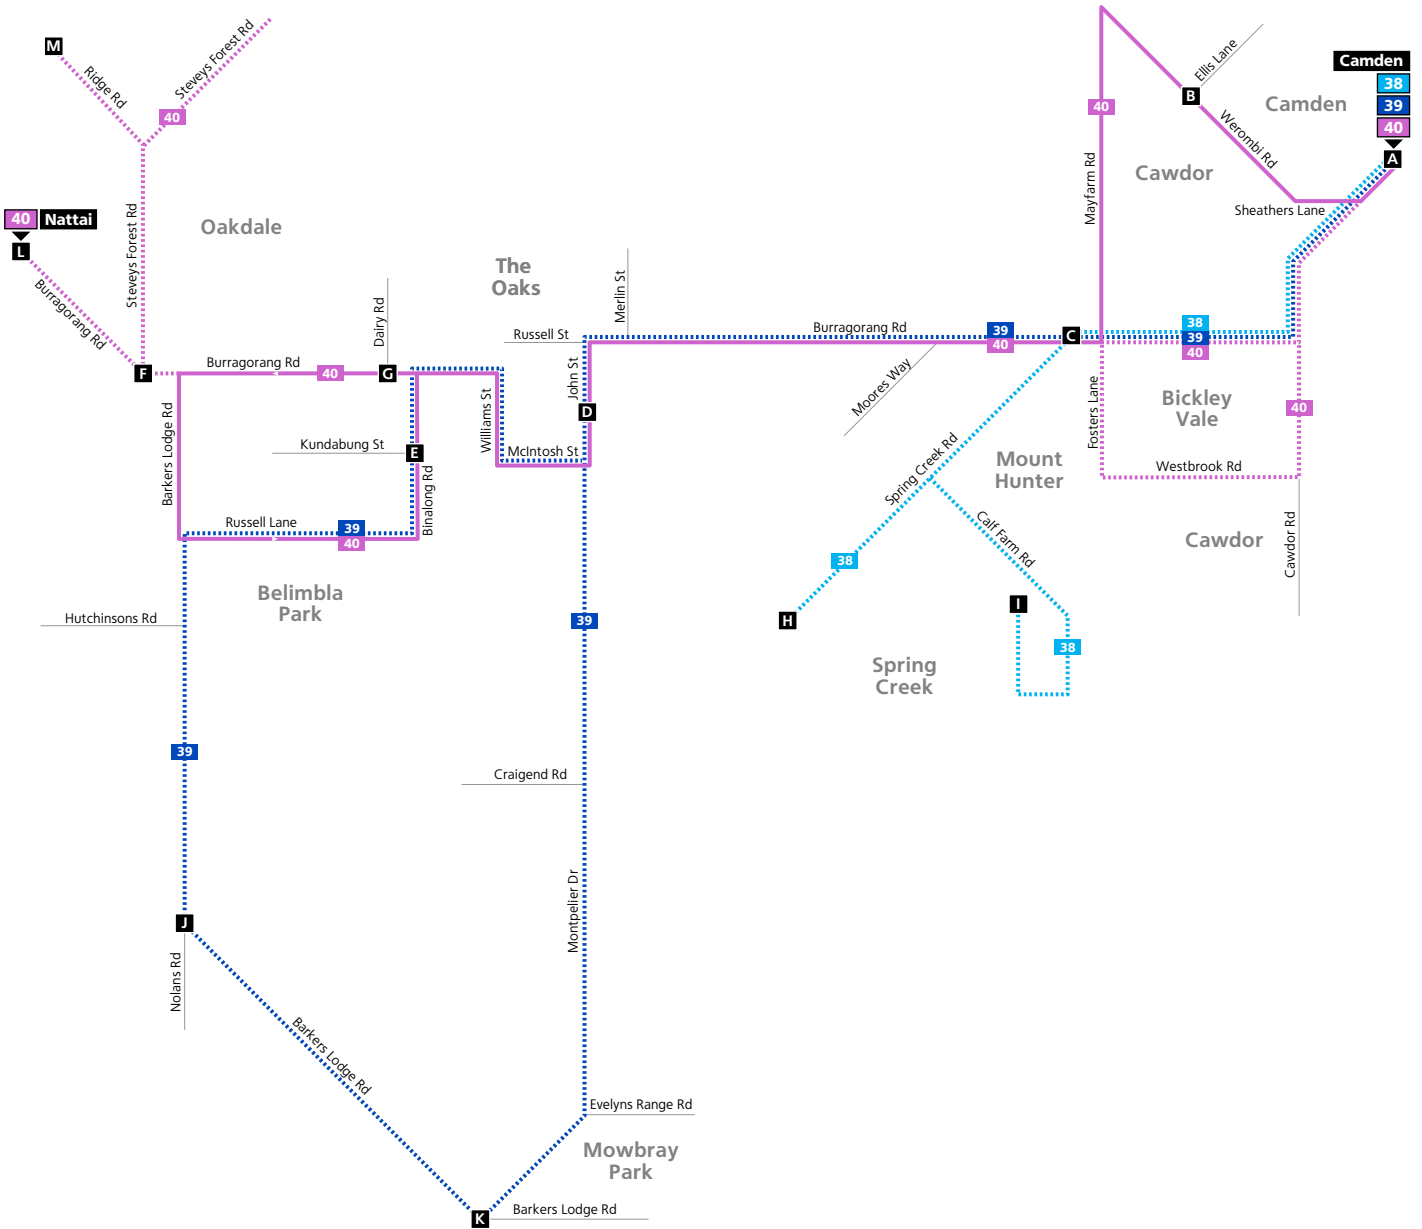 M
Ridge Rd
Steveys Forest Rd
40
40
Nattai
L
Burragorang Rd
Steveys Forest Rd
Oakdale
F
Burragorang Rd
40
Dairy Rd
G
Barkers Lodge Rd
Kundabung St
E
Binalong Rd
Russell Lane
39
40
Belimbla
Park
Hutchinsons Rd
39
J
Nolans Rd
Barkers Lodge Rd
K
Barkers Lodge Rd
The
Oaks
Russell St
Merlin St
John St
Williams St
D
McIntosh St
39
Craigend Rd
Montpelier Dr
Evelyns Range Rd
Mowbray
Park
Burragorang Rd
39
40
Moores Way
C
Spring Creek Rd
38
H
Calf Farm Rd
I
38
Spring
Creek
Mount
Hunter
40
Mayfarm Rd
B
Ellis Lane
Werombi Rd
Cawdor
Camden
Camden
38
39
40
A
Sheathers Lane
38
39
40
Bickley
Vale
Fosters Lane
40
Westbrook Rd
Cawdor
Cawdor Rd